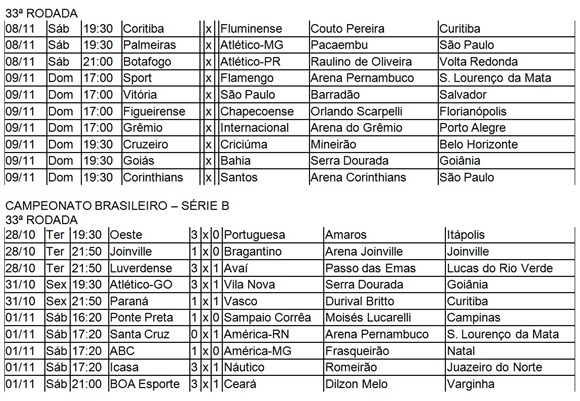 33ª RODADA
08/11 Sáb 19:30 Coritiba x Fluminense Couto Pereira Curitiba
08/11 Sáb 19:30 Palmeiras x Atlético-MG Pacaembu São Paulo
08/11 Sáb 21:00 Botafogo x Atlético-PR Raulino de Oliveira Volta Redonda
09/11 Dom 17:00 Sport x Flamengo Arena Pernambuco S. Lourenço da Mata
09/11 Dom 17:00 Vitória x São Paulo Barradão Salvador
09/11 Dom 17:00 Figueirense x Chapecoense Orlando Scarpelli Florianópolis
09/11 Dom 17:00 Grêmio x Internacional Arena do Grêmio Porto Alegre
09/11 Dom 19:30 Cruzeiro x Criciúma Mineirão Belo Horizonte
09/11 Dom 19:30 Goiás x Bahia Serra Dourada Goiânia
09/11 Dom 19:30 Corinthians x Santos Arena Corinthians São Paulo
CAMPEONATO BRASILEIRO – SÉRIE B
33ª RODADA
28/10 Ter 19:30 Oeste 3 x 0 Portuguesa Amaros Itápolis
28/10 Ter 21:50 Joinville 1 x 0 Bragantino Arena Joinville Joinville
28/10 Ter 21:50 Luverdense 3 x 1 Avaí Passo das Emas Lucas do Rio Verde
31/10 Sex 19:30 Atlético-GO 3 x 1 Vila Nova Serra Dourada Goiânia
31/10 Sex 21:50 Paraná 1 x 1 Vasco Durival Britto Curitiba
01/11 Sáb 16:20 Ponte Preta 1 x 0 Sampaio Corrêa Moisés Lucarelli Campinas
01/11 Sáb 17:20 Santa Cruz 0 x 1 América-RN Arena Pernambuco S. Lourenço da Mata
01/11 Sáb 17:20 ABC 1 x 0 América-MG Frasqueirão Natal
01/11 Sáb 17:20 Icasa 3 x 1 Náutico Romeirão Juazeiro do Norte
01/11 Sáb 21:00 BOA Esporte 3 x 1 Ceará Dilzon Melo Varginha